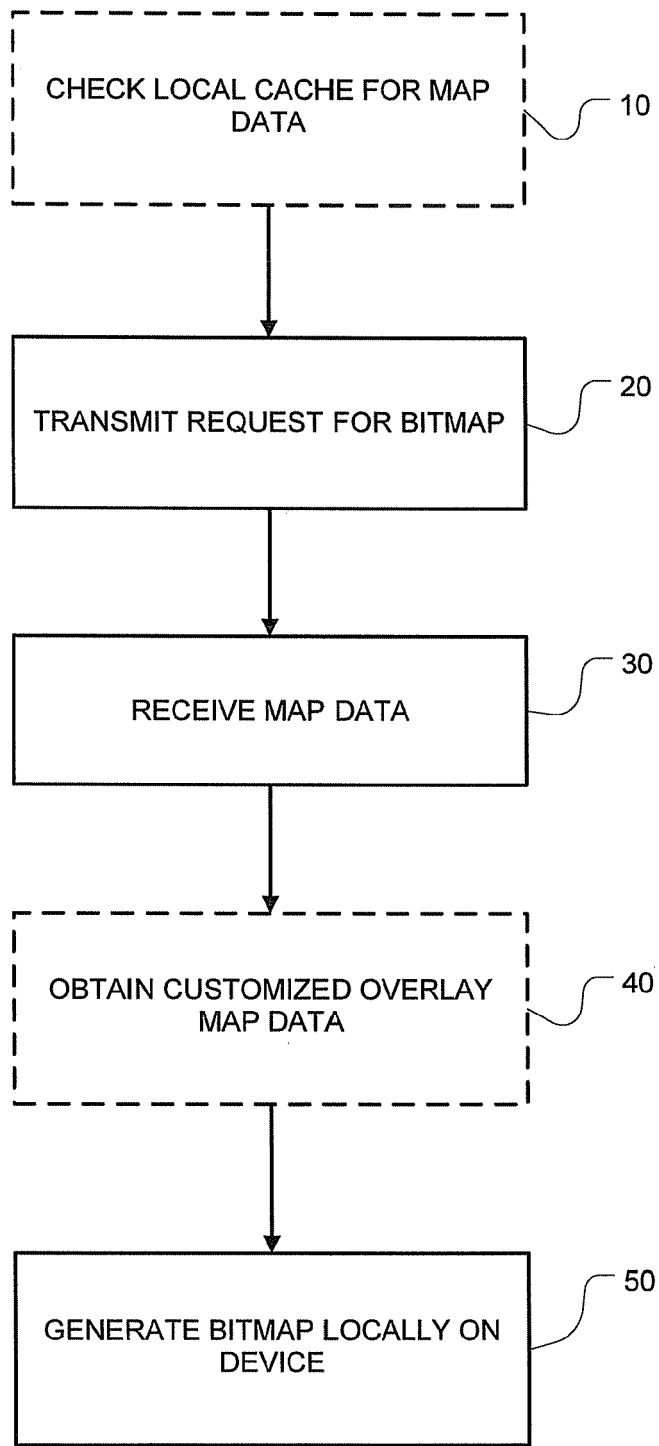 CHECK LOCAL CACHE FOR MAP
DATA
10
TRANSMIT REQUEST FOR BITMAP
20
RECEIVE MAP DATA
30
OBTAIN CUSTOMIZED OVERLAY
MAP DATA
40
GENERATE BITMAP LOCALLY ON
DEVICE
50